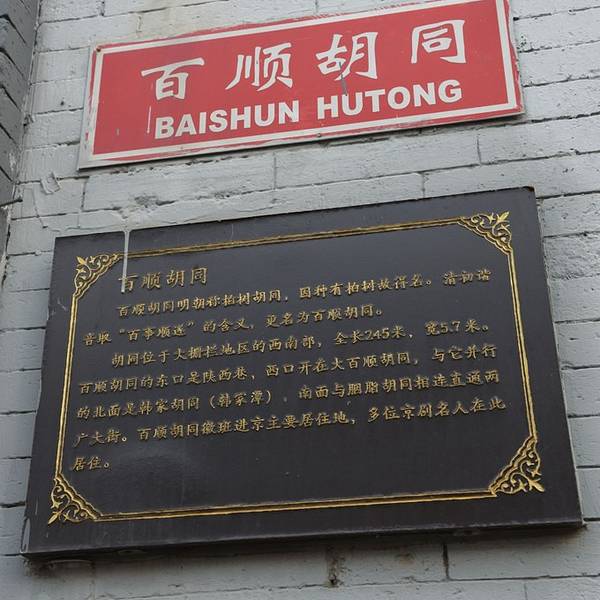 百顺胡同
BAISHUN HUTONG
百顺胡同
百顺胡同明朝称柏树胡同，因种有柏树故得名。清初谐
音取“百事顺遂”的含义，更名为百顺胡同。
胡同位于大栅栏地区的西南部，全长245米，宽5.7米。
百顺胡同的东口是陕西巷，西口开在大百顺胡同，与它并行
的北面是韩家胡同（韩家潭），南面与胭脂胡同相连直通两
广大街。百顺胡同徽班进京主要居住地，多位京剧名人在此
居住。